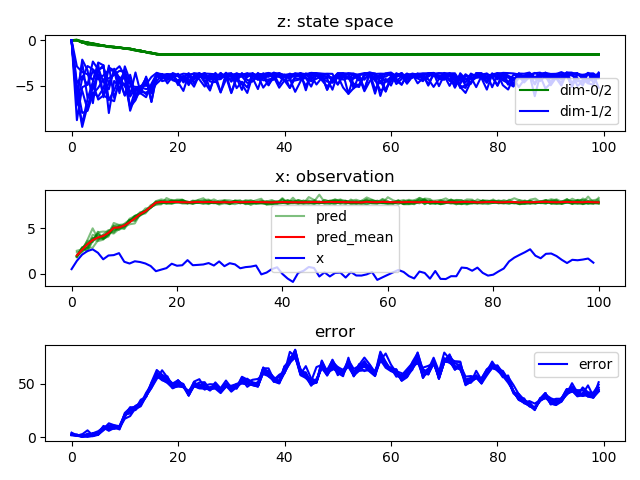 z: state space
0
−5
dim-0/2
dim-1/2
0 20 40 60 80 100
x: observation
5
0
pred
pred_mean
x
0 20 40 60 80 100
error
50
0
error
0 20 40 60 80 100